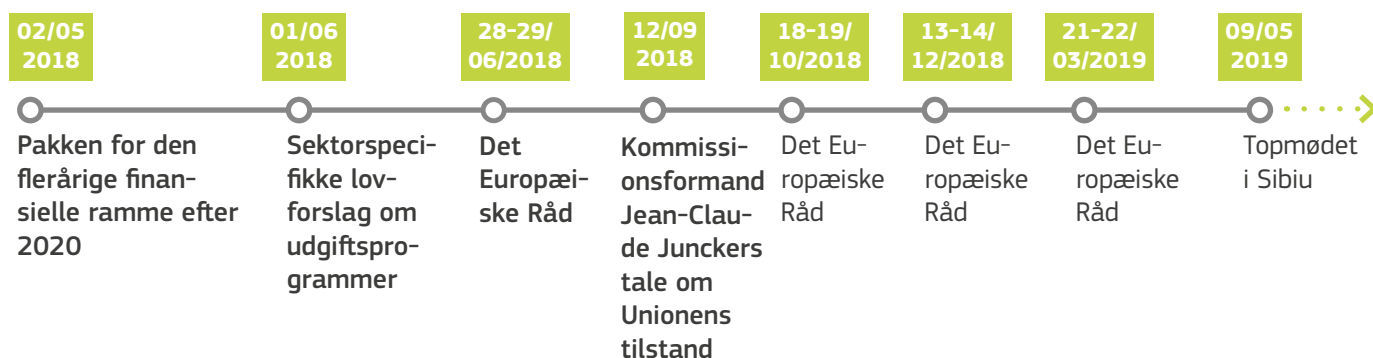 02/05
2018
01/06
2018
28-29/
06/2018
12/09
2018
18-19/
10/2018
13-14/
12/2018
21-22/
03/2019
09/05
2019
Pakken for den
flerårige finan-
sielle ramme efter
2020
Sektorspeci-
fikke lov-
forslag om
udgiftspro-
grammer
Det
Europæi-
ske Råd
Kommissi-
onsformand
Jean-Clau-
de Junckers
tale om
Unionens
tilstand
Det Eu-
ropæiske
Råd
Det Eu-
ropæiske
Råd
Det Eu-
ropæiske
Råd
Topmødet
i Sibiu